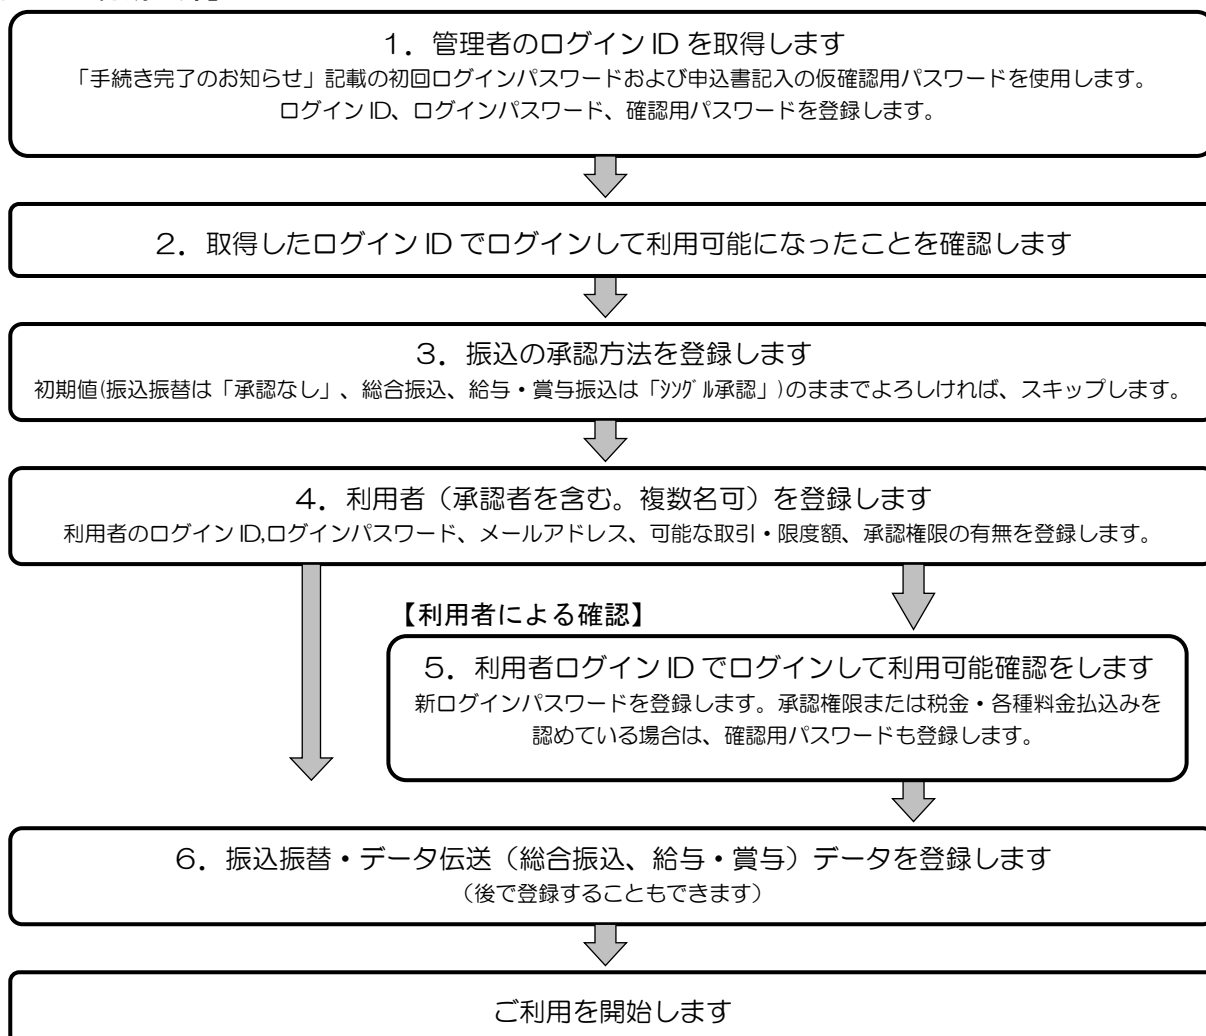 1．管理者のログイン ID を取得します
「手続き完了のお知らせ」記載の初回ログインパスワードおよび申込書記入の仮確認用パスワードを使用します。
ログイン ID、ログインパスワード、確認用パスワードを登録します。
2．取得したログイン ID でログインして利用可能になったことを確認します
3．振込の承認方法を登録します
初期値(振込振替は「承認なし」、総合振込、給与・賞与振込は「ｼﾝｸﾞﾙ承認」)のままでよろしければ、スキップします。
4．利用者（承認者を含む。複数名可）を登録します
利用者のログイン ID,ログインパスワード、メールアドレス、可能な取引・限度額、承認権限の有無を登録します。
【利用者による確認】
5．利用者ログイン ID でログインして利用可能確認をします
新ログインパスワードを登録します。承認権限または税金・各種料金払込みを
認めている場合は、確認用パスワードも登録します。
6．振込振替・データ伝送（総合振込、給与・賞与）データを登録します
（後で登録することもできます）
ご利用を開始します